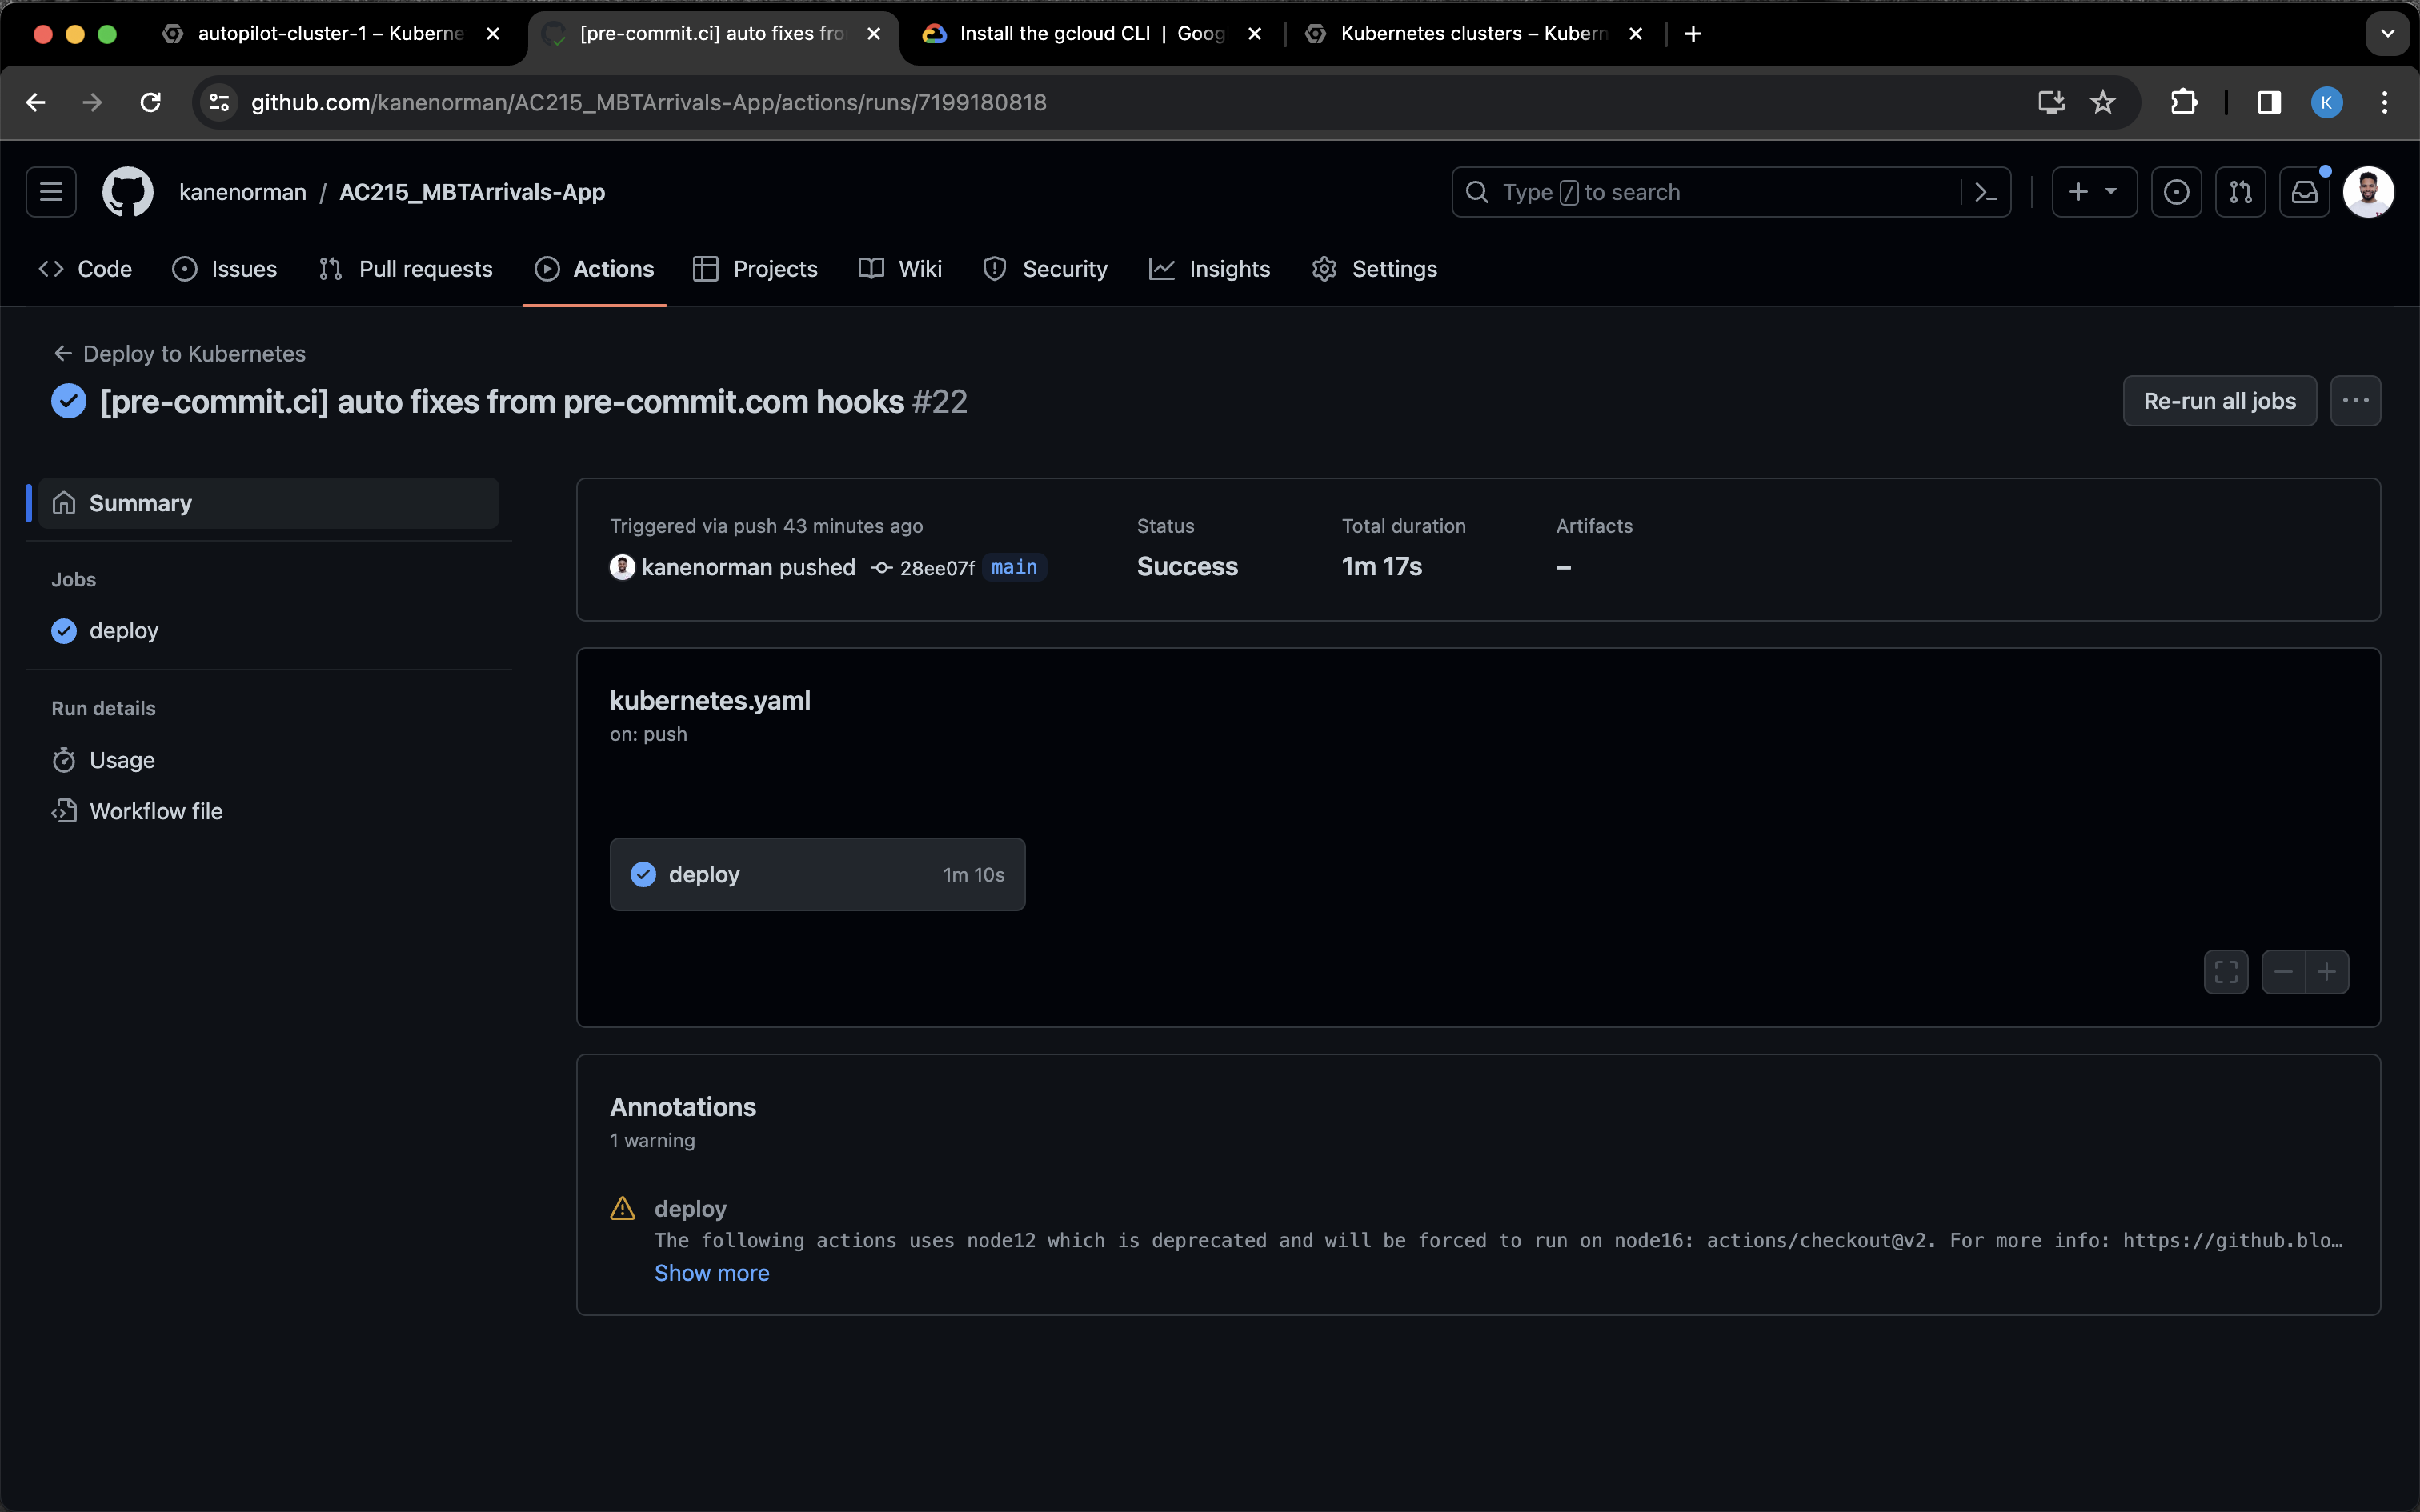 autopilot-cluster-1 – Kuberne
[pre-commit.ci] auto fixes fro
Install the gcloud CLI | Goog
Kubernetes clusters – Kubern
github.com/kanenorman/AC215_MBTArrivals-App/actions/runs/7199180818
K
kanenorman / AC215_MBTArrivals-App
Type / to search
Code
Issues
Pull requests
Actions
Projects
Wiki
Security
Insights
Settings
Deploy to Kubernetes
[pre-commit.ci] auto fixes from pre-commit.com hooks #22
Re-run all jobs
Summary
Jobs
deploy
Run details
Usage
Workflow file
Triggered via push 43 minutes ago
kanenorman pushed 28ee07f main
Status
Success
Total duration
1m 17s
Artifacts
–
kubernetes.yaml
on: push
deploy 1m 10s
Annotations
1 warning
deploy
The following actions uses node12 which is deprecated and will be forced to run on node16: actions/checkout@v2. For more info: https://github.blo…
Show more